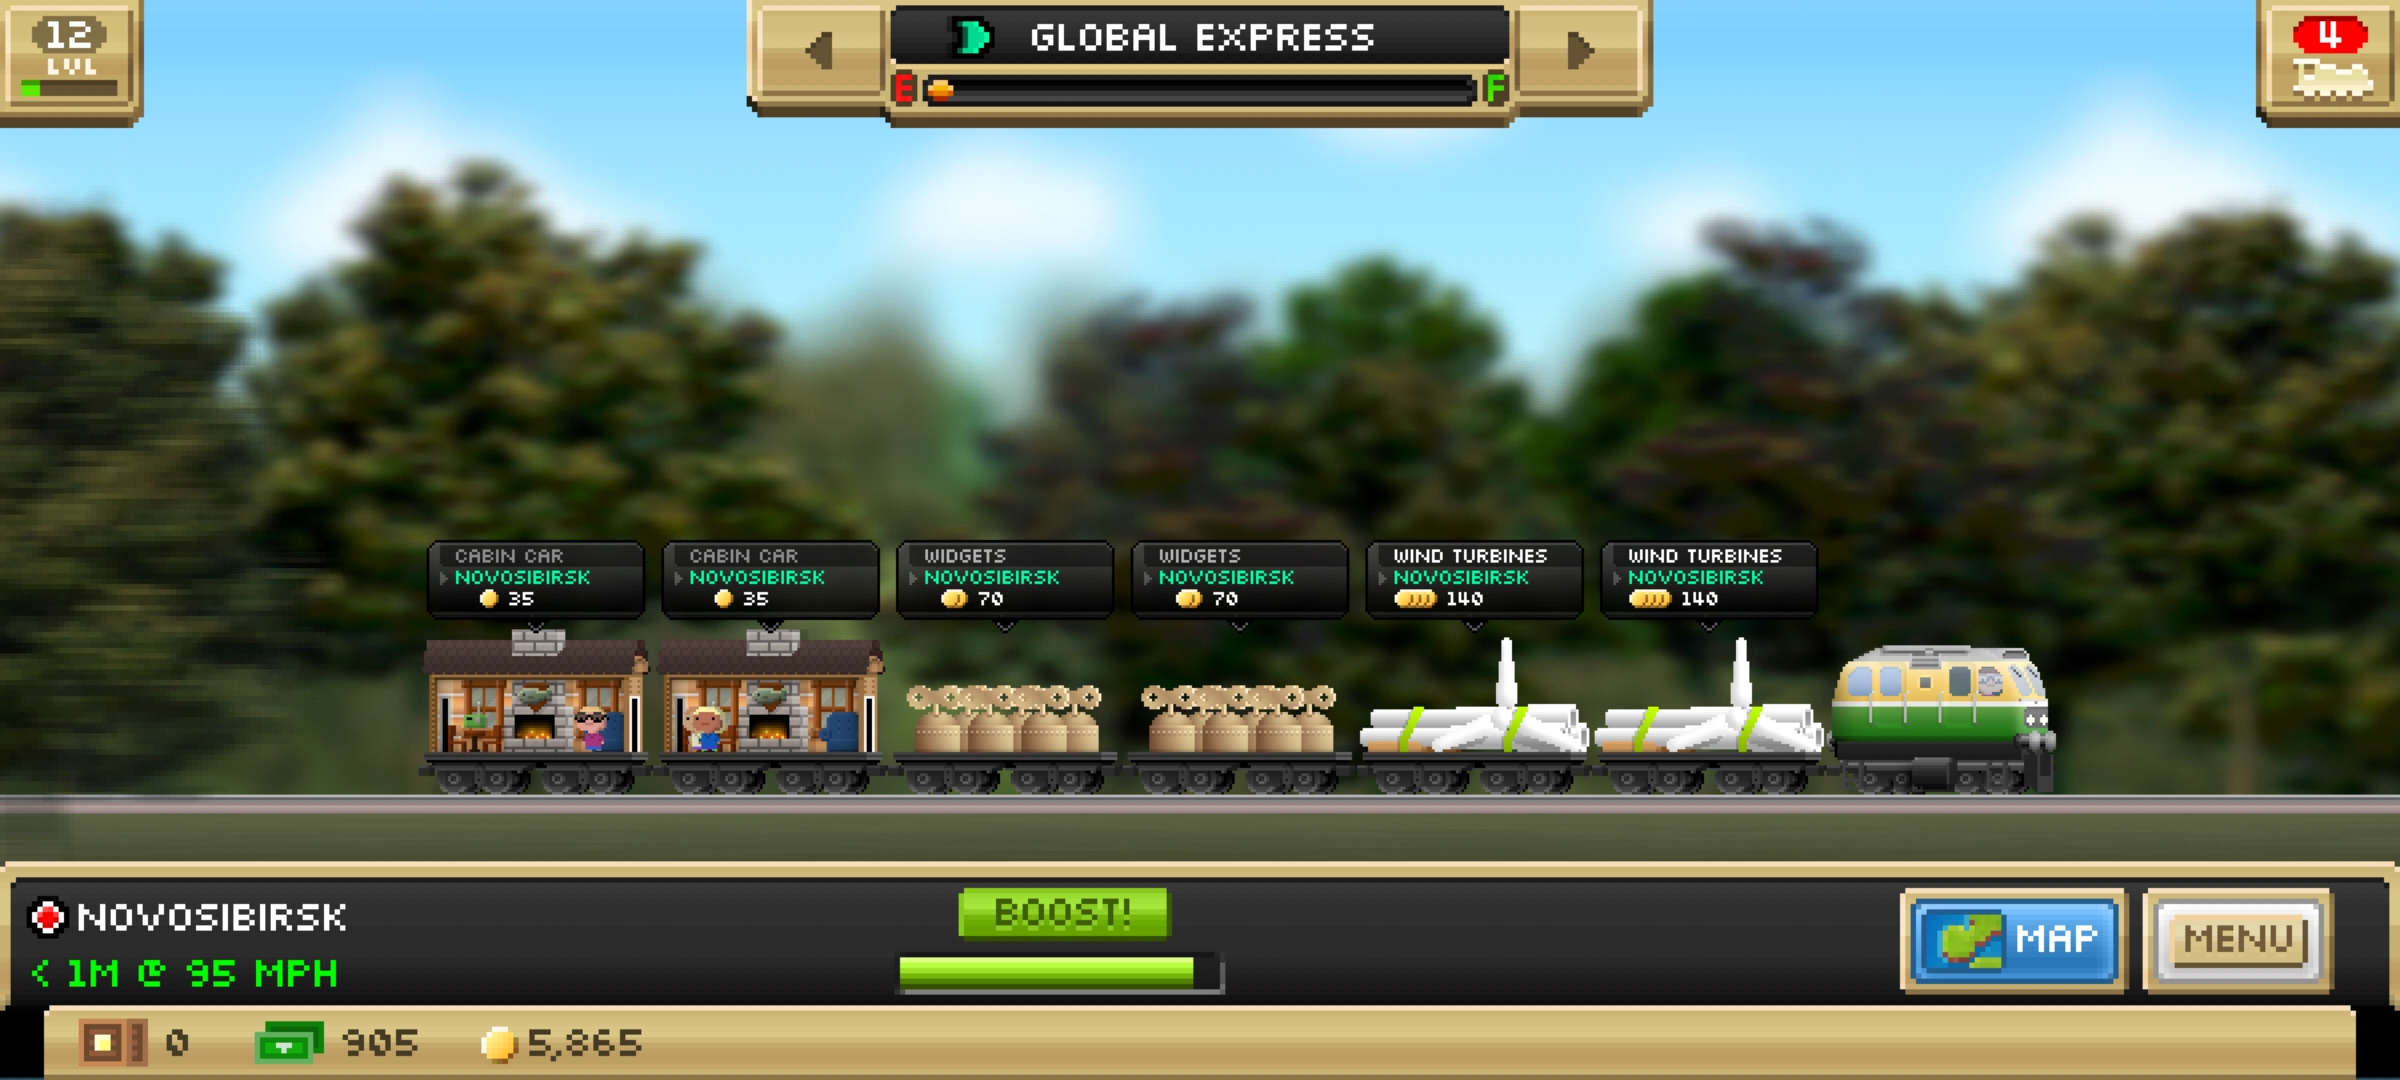 12
LVL
GLOBAL EXPRESS
E F
4
CABIN CAR
NOVOSIBIRSK
35
CABIN CAR
NOVOSIBIRSK
35
WIDGETS
NOVOSIBIRSK
70
WIDGETS
NOVOSIBIRSK
70
WIND TURBINES
NOVOSIBIRSK
140
WIND TURBINES
NOVOSIBIRSK
140
NOVOSIBIRSK
< 1M @ 95 MPH
BOOST!
MAP
MENU
0 905 5,865